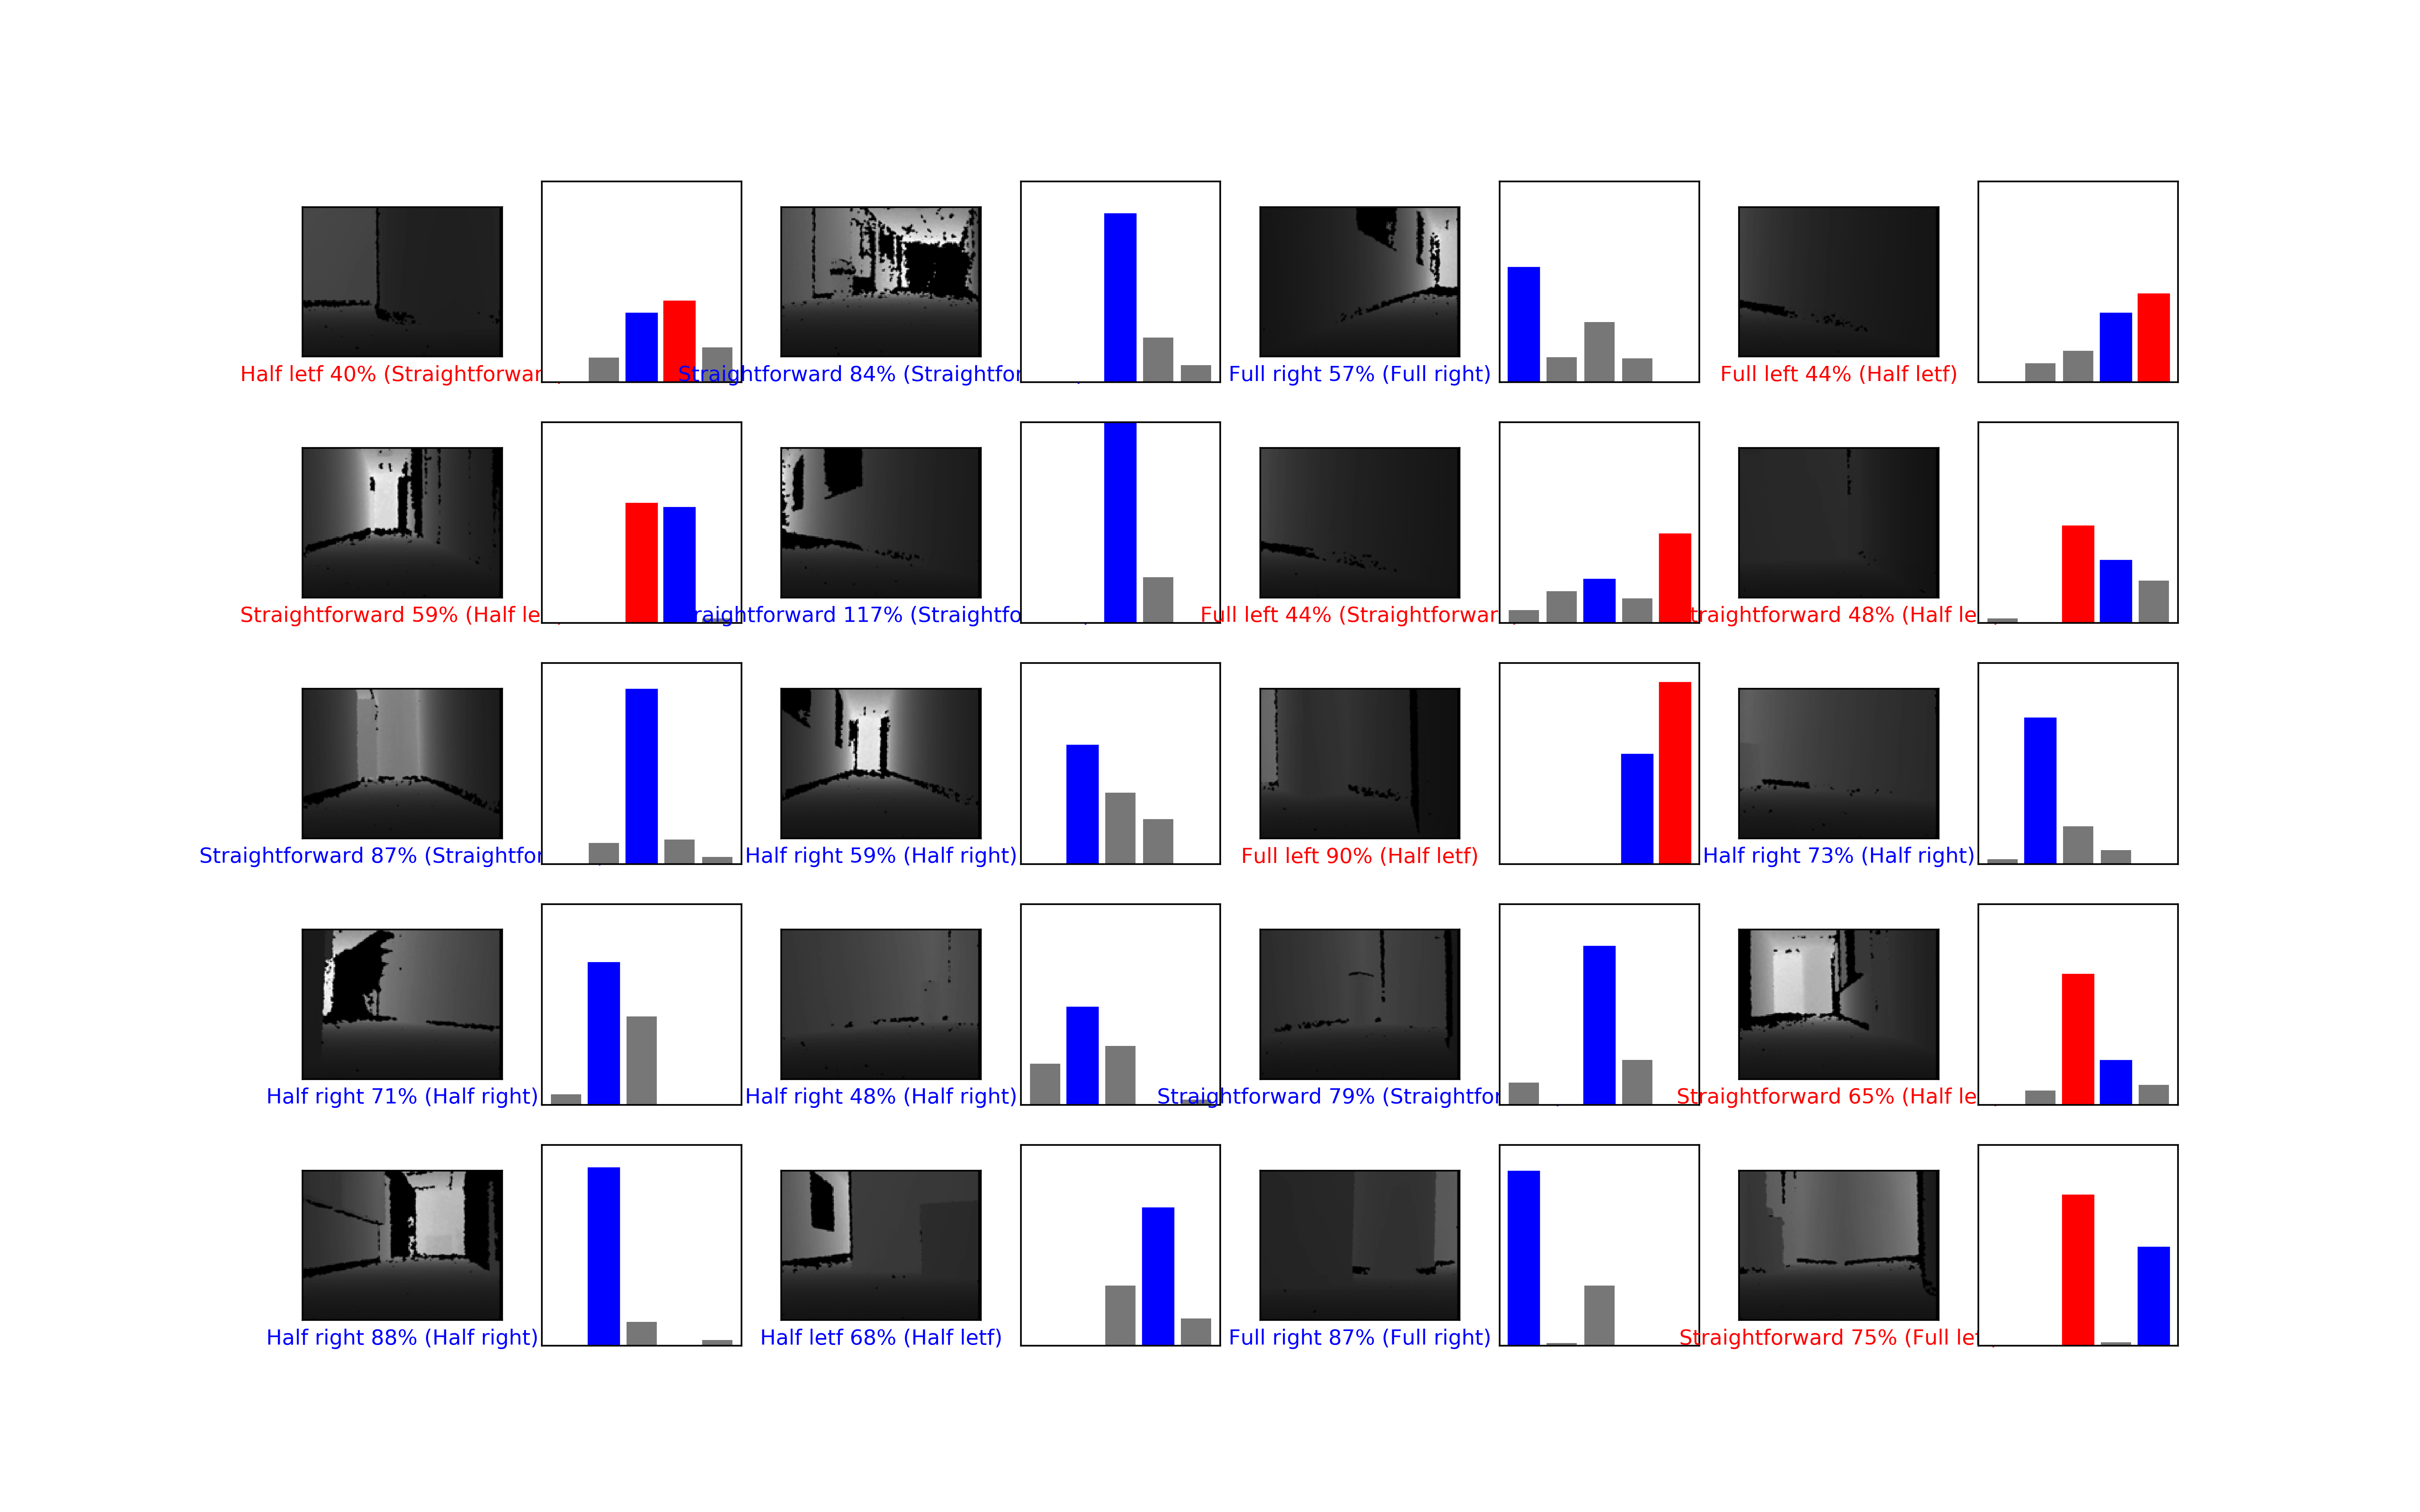 Half letf 40% (Straightforwar
Straightforward 84% (Straightfor
Full right 57% (Full right)
Full left 44% (Half letf)
Straightforward 59% (Half le
raightforward 117% (Straightfo
Full left 44% (Straightforwar
traightforward 48% (Half le
Straightforward 87% (Straightfor
Half right 59% (Half right)
Full left 90% (Half letf)
Half right 73% (Half right)
Half right 71% (Half right)
Half right 48% (Half right)
Straightforward 79% (Straightfor
Straightforward 65% (Half le
Half right 88% (Half right)
Half letf 68% (Half letf)
Full right 87% (Full right)
Straightforward 75% (Full let